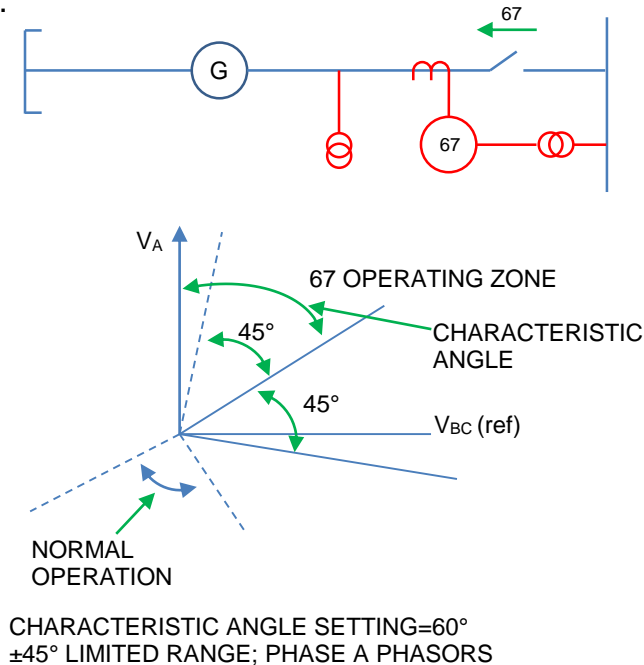 .
67
G
67
VA
67 OPERATING ZONE
45°
CHARACTERISTIC
ANGLE
45°
VBC (ref)
NORMAL
OPERATION
CHARACTERISTIC ANGLE SETTING=60°
±45° LIMITED RANGE; PHASE A PHASORS